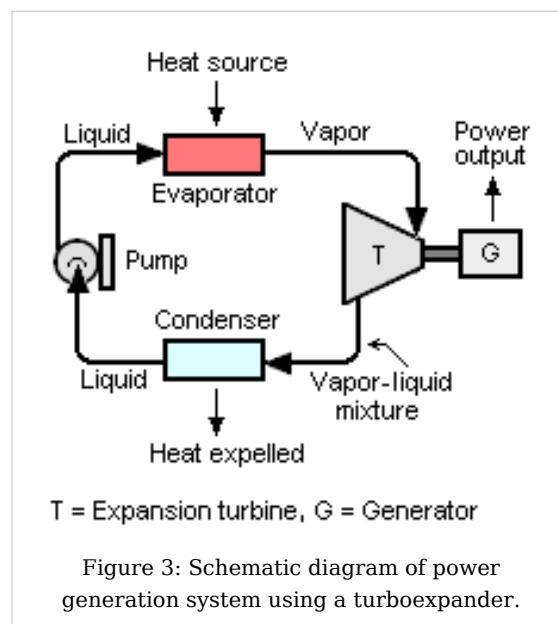 Heat source
Liquid
Vapor
Power
output
Evaporator
T
G
Pump
Condenser
Liquid
Vapor-liquid
mixture
Heat expelled
T = Expansion turbine, G = Generator
Figure 3: Schematic diagram of power
generation system using a turboexpander.